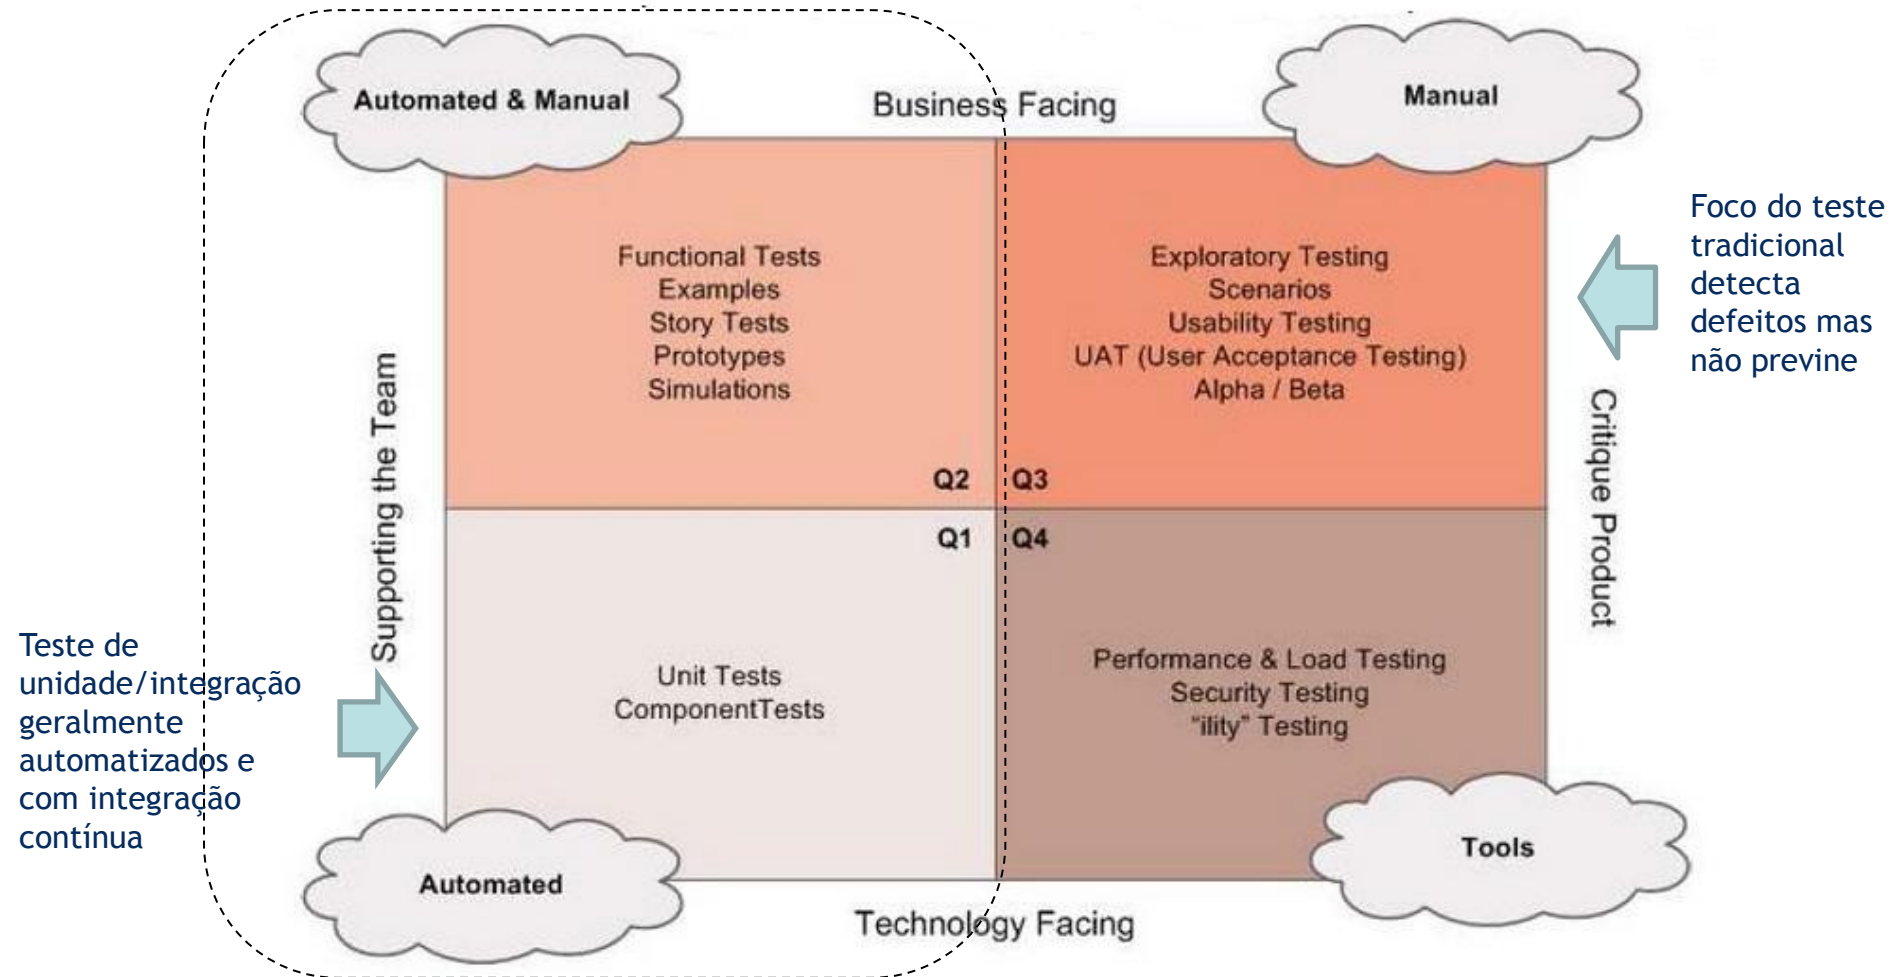 Automated & Manual
Business Facing
Manual
Foco do teste
tradicional
detecta
defeitos mas
não previne
Functional Tests
Examples
Story Tests
Prototypes
Simulations
Exploratory Testing
Scenarios
Usability Testing
UAT (User Acceptance Testing)
Alpha / Beta
Supporting the Team
Critique Product
Q2
Q3
Q1
Q4
Teste de
unidade/integração
geralmente
automatizados e
com integração
contínua
Unit Tests
ComponentTests
Performance & Load Testing
Security Testing
“ility” Testing
Automated
Tools
Technology Facing